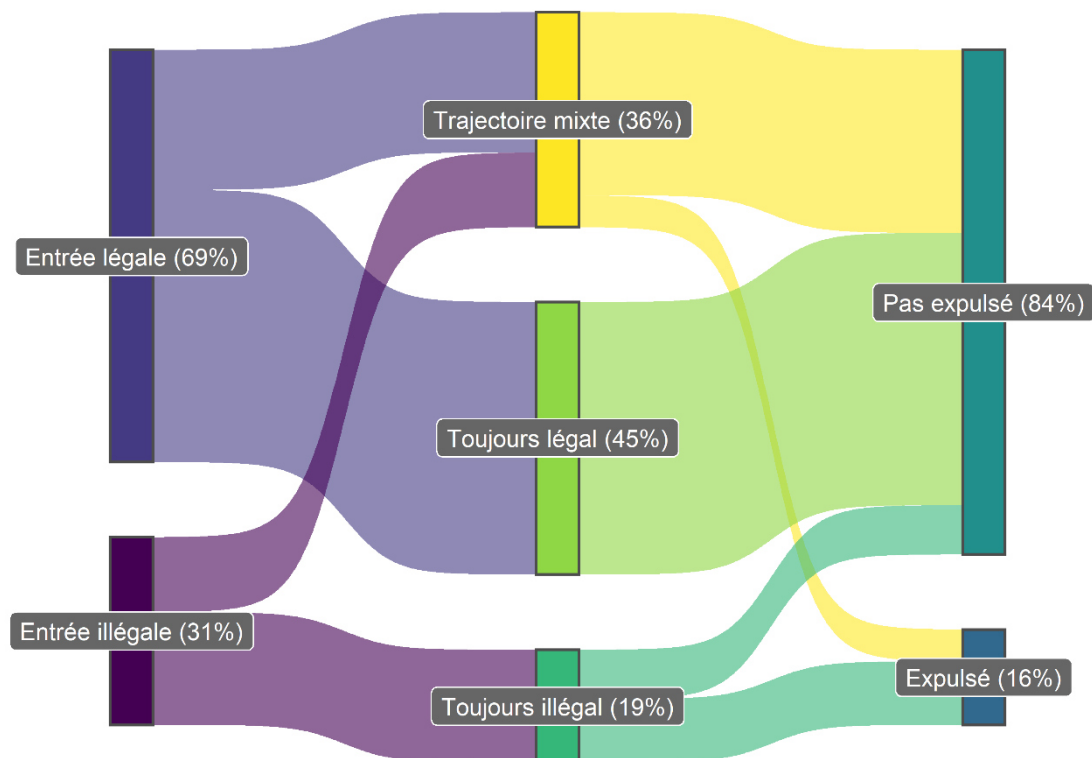 Trajectoire mixte (36%)
Entrée légale (69%)
Pas expulsé (84%)
Toujours légal (45%)
Entrée illégale (31%)
Expulsé (16%)
Toujours illégal (19%)